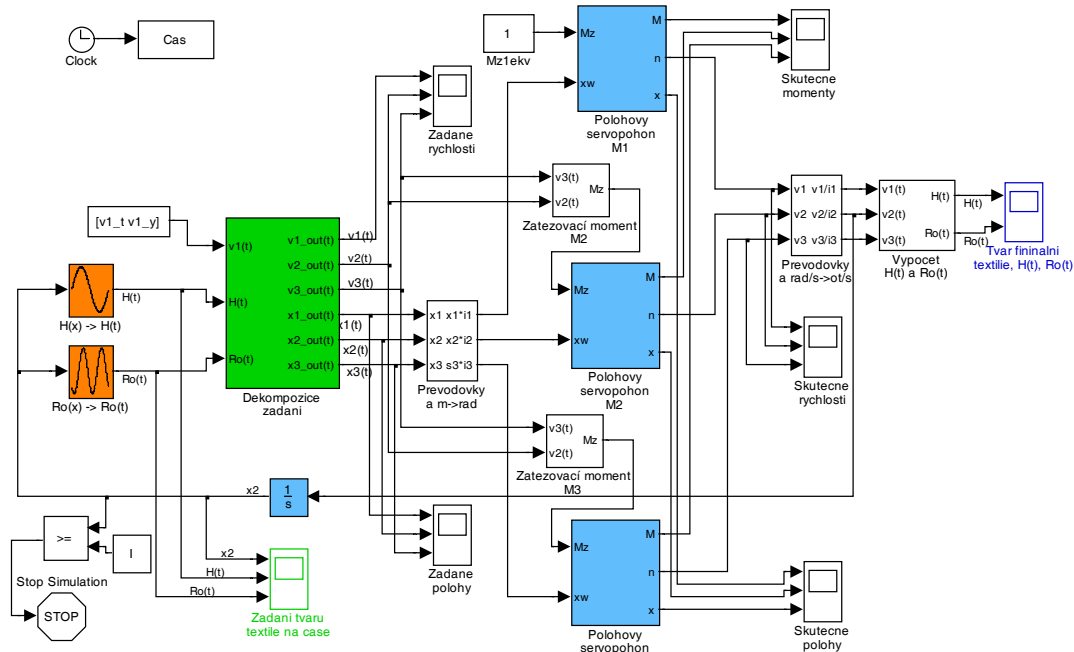 Clock
Cas
1
Mz1ekv
Mz
xw
M
n
x
Polohovy
servopohon
M1
Skutecne
momenty
Zadane
rychlosti
v3(t)
v2(t)
Mz
Zatezovací moment
M2
[v1_t v1_y]
v1(t)
H(t)
Ro(t)
v1_out(t)
v2_out(t)
v3_out(t)
x1_out(t)
x2_out(t)
x3_out(t)
Dekompozice
zadani
v1(t)
v2(t)
v3(t)
x1(t)
x2(t)
x3(t)
H(t)
H(x) -> H(t)
Ro(t)
Ro(x) -> Ro(t)
x1 x1*i1
x2 x2*i2
x3 s3*i3
Prevodovky
a m->rad
Mz
xw
M
n
x
Polohovy
servopohon
M2
v1 v1/i1
v2 v2/i2
v3 v3/i3
Prevodovky
a rad/s->ot/s
v1(t)
v2(t)
v3(t)
H(t)
Ro(t)
Vypocet
H(t) a Ro(t)
H(t)
Ro(t)
Tvar fininalni
textilie, H(t), Ro(t)
Skutecne
rychlosti
v3(t)
v2(t)
Mz
Zatezovací moment
M3
x2
1
s
>=
l
Stop Simulation
STOP
x2
H(t)
Ro(t)
Zadani tvaru
textile na case
Zadane
polohy
Mz
xw
M
n
x
Polohovy
servopohon
Skutecne
polohy